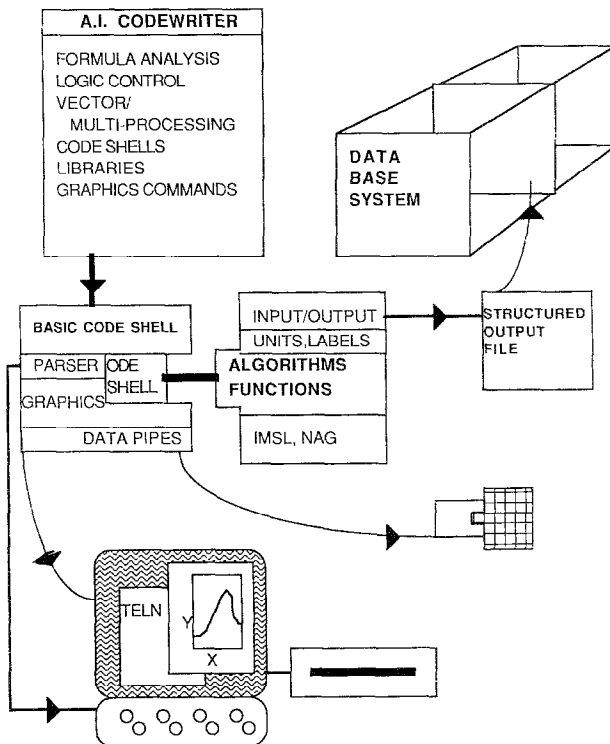 A.I. CODEWRITER
FORMULA ANALYSIS
LOGIC CONTROL
VECTOR/
MULTI-PROCESSING
CODE SHELLS
LIBRARIES
GRAPHICS COMMANDS
DATA
BASE
SYSTEM
BASIC CODE SHELL
PARSER
ODE
SHELL
GRAPHICS
DATA PIPES
INPUT/OUTPUT
UNITS,LABELS
ALGORITHMS
FUNCTIONS
IMSL, NAG
STRUCTURED
OUTPUT
FILE
TELN
Y
X